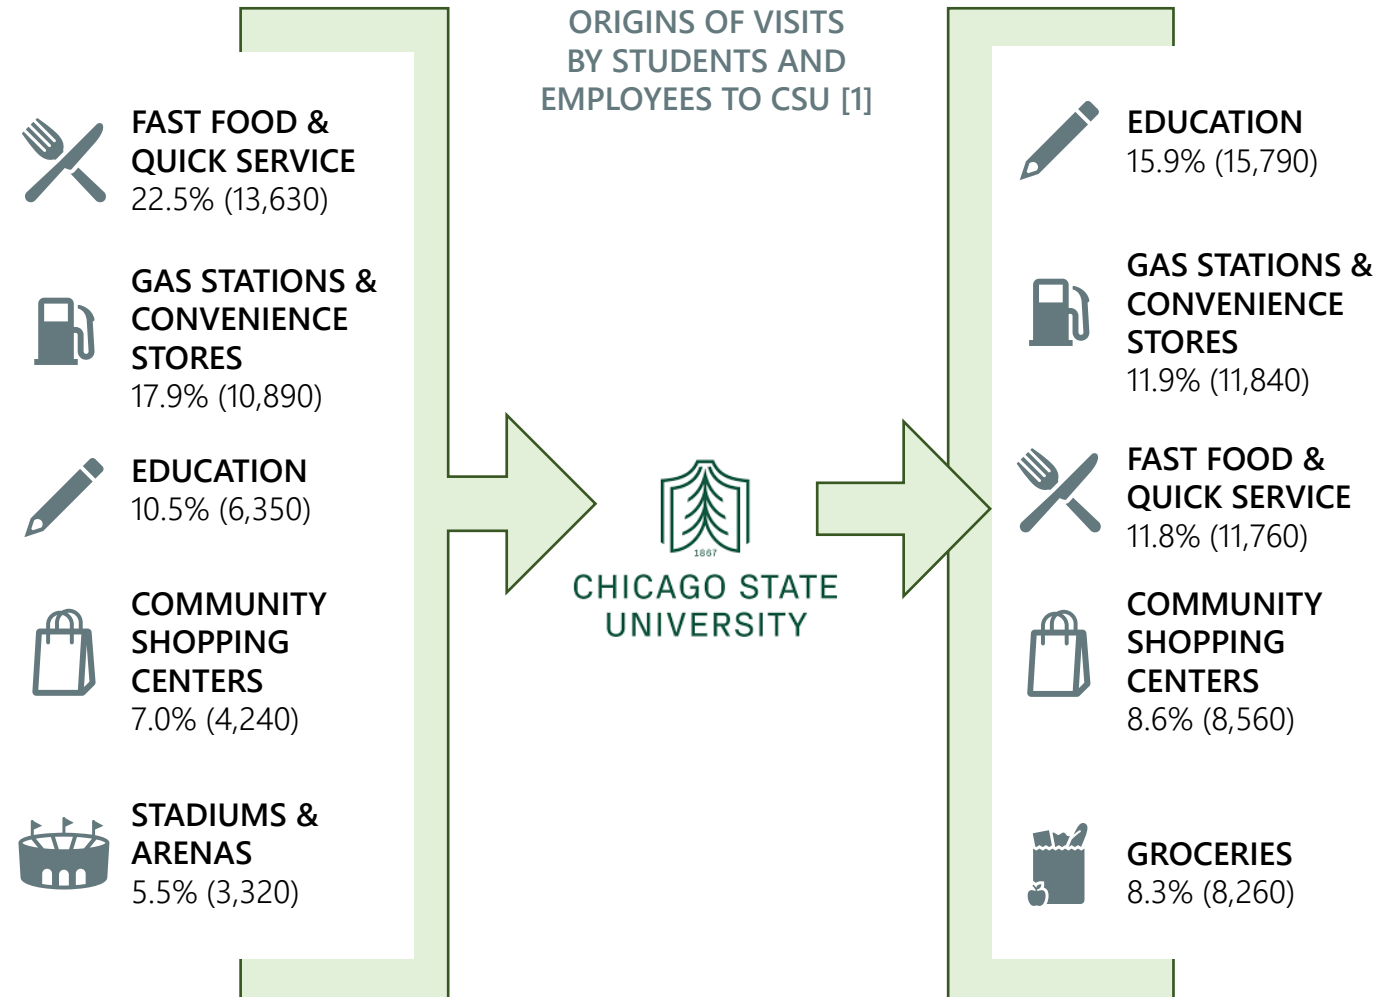 ORIGINS OF VISITS
BY STUDENTS AND
EMPLOYEES TO CSU [1]
FAST FOOD &
QUICK SERVICE
22.5% (13,630)
GAS STATIONS &
CONVENIENCE
STORES
17.9% (10,890)
EDUCATION
10.5% (6,350)
COMMUNITY
SHOPPING
CENTERS
7.0% (4,240)
STADIUMS &
ARENAS
5.5% (3,320)
1867
CHICAGO STATE
UNIVERSITY
EDUCATION
15.9% (15,790)
GAS STATIONS &
CONVENIENCE
STORES
11.9% (11,840)
FAST FOOD &
QUICK SERVICE
11.8% (11,760)
COMMUNITY
SHOPPING
CENTERS
8.6% (8,560)
GROCERIES
8.3% (8,260)